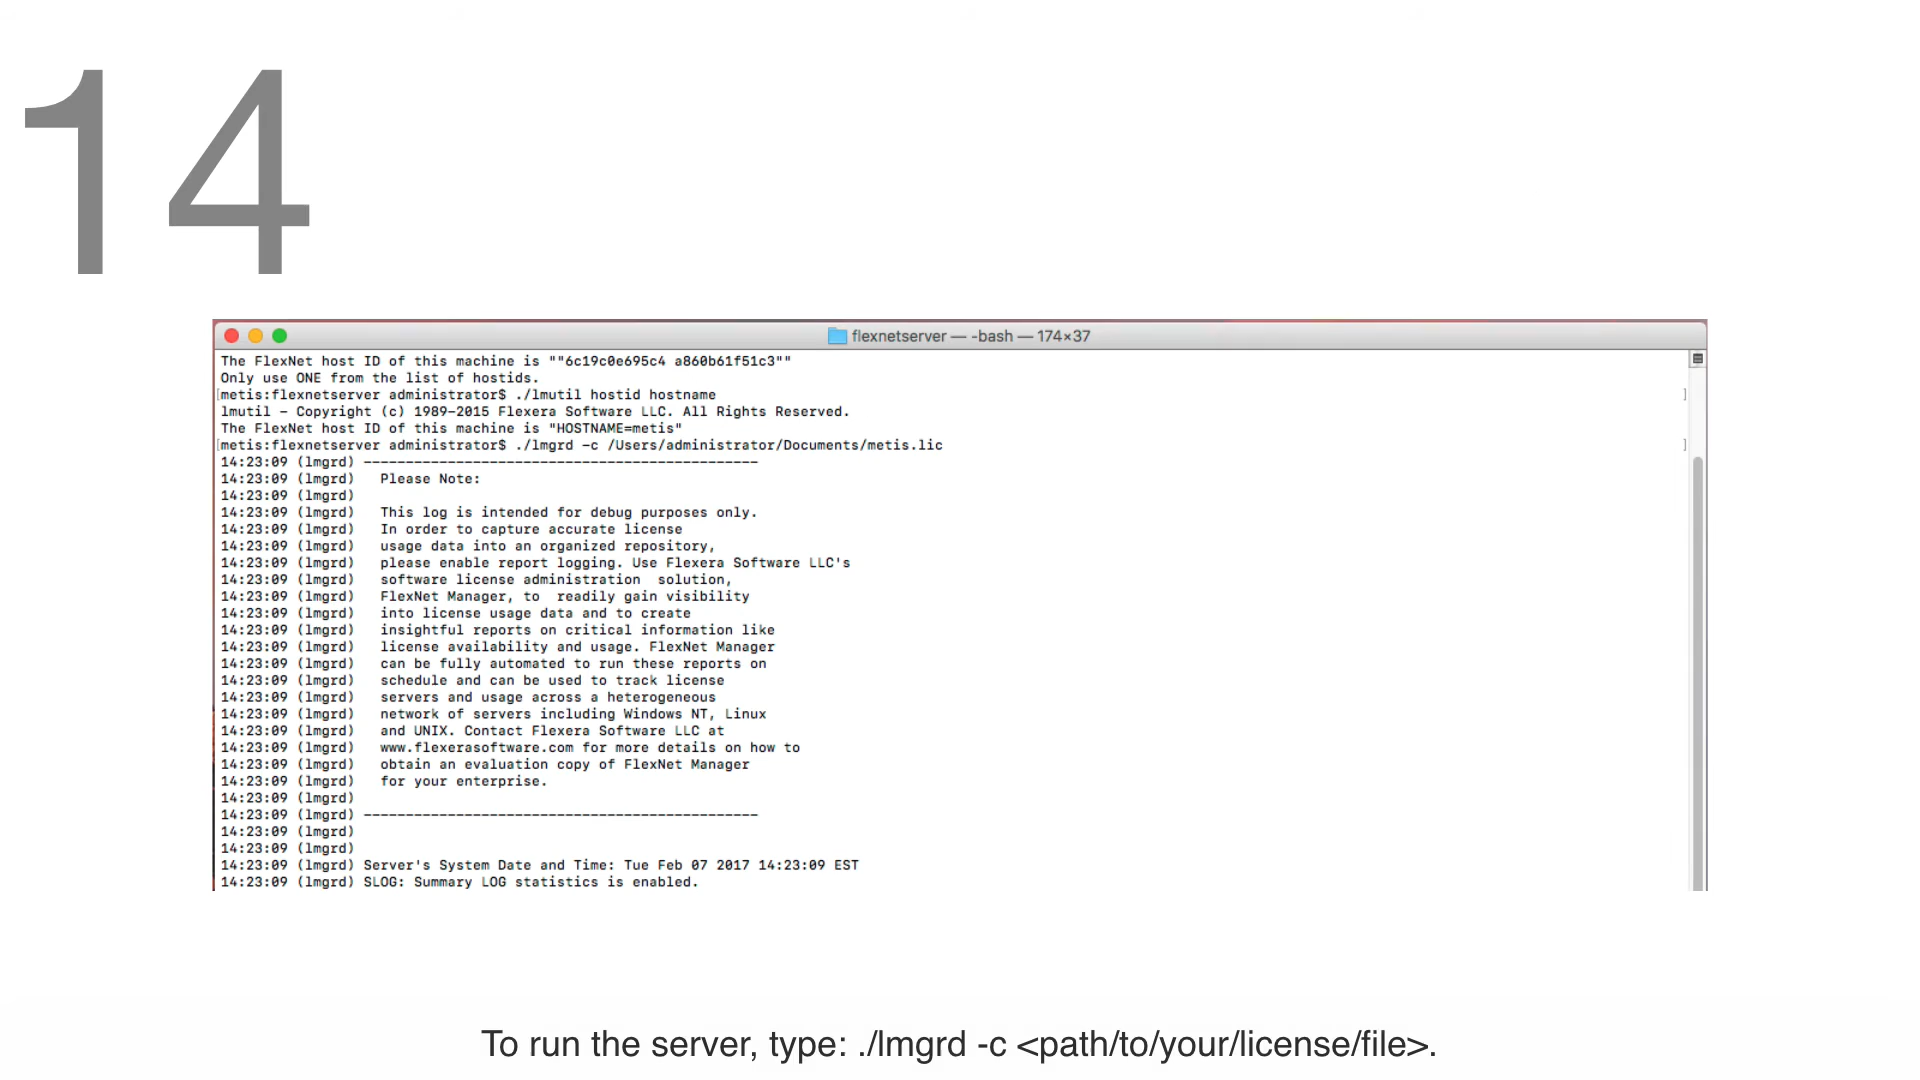 14
flexnetserver — -bash — 174×37
The FlexNet host ID of this machine is ""6c19c0e695c4 a860b61f51c3""
Only use ONE from the list of hostids.
[metis:flexnetserver administrator$ ./lmutil hostid hostname ]
lmutil - Copyright (c) 1989-2015 Flexera Software LLC. All Rights Reserved.
The FlexNet host ID of this machine is "HOSTNAME=metis"
[metis:flexnetserver administrator$ ./lmgrd -c /Users/administrator/Documents/metis.lic ]
14:23:09 (lmgrd) -----------------------------------------------
14:23:09 (lmgrd)   Please Note:
14:23:09 (lmgrd)
14:23:09 (lmgrd)   This log is intended for debug purposes only.
14:23:09 (lmgrd)   In order to capture accurate license
14:23:09 (lmgrd)   usage data into an organized repository,
14:23:09 (lmgrd)   please enable report logging. Use Flexera Software LLC's
14:23:09 (lmgrd)   software license administration  solution,
14:23:09 (lmgrd)   FlexNet Manager, to  readily gain visibility
14:23:09 (lmgrd)   into license usage data and to create
14:23:09 (lmgrd)   insightful reports on critical information like
14:23:09 (lmgrd)   license availability and usage. FlexNet Manager
14:23:09 (lmgrd)   can be fully automated to run these reports on
14:23:09 (lmgrd)   schedule and can be used to track license
14:23:09 (lmgrd)   servers and usage across a heterogeneous
14:23:09 (lmgrd)   network of servers including Windows NT, Linux
14:23:09 (lmgrd)   and UNIX. Contact Flexera Software LLC at
14:23:09 (lmgrd)   www.flexerasoftware.com for more details on how to
14:23:09 (lmgrd)   obtain an evaluation copy of FlexNet Manager
14:23:09 (lmgrd)   for your enterprise.
14:23:09 (lmgrd)
14:23:09 (lmgrd) -----------------------------------------------
14:23:09 (lmgrd)
14:23:09 (lmgrd)
14:23:09 (lmgrd) Server's System Date and Time: Tue Feb 07 2017 14:23:09 EST
14:23:09 (lmgrd) SLOG: Summary LOG statistics is enabled.
To run the server, type: ./lmgrd -c <path/to/your/license/file>.